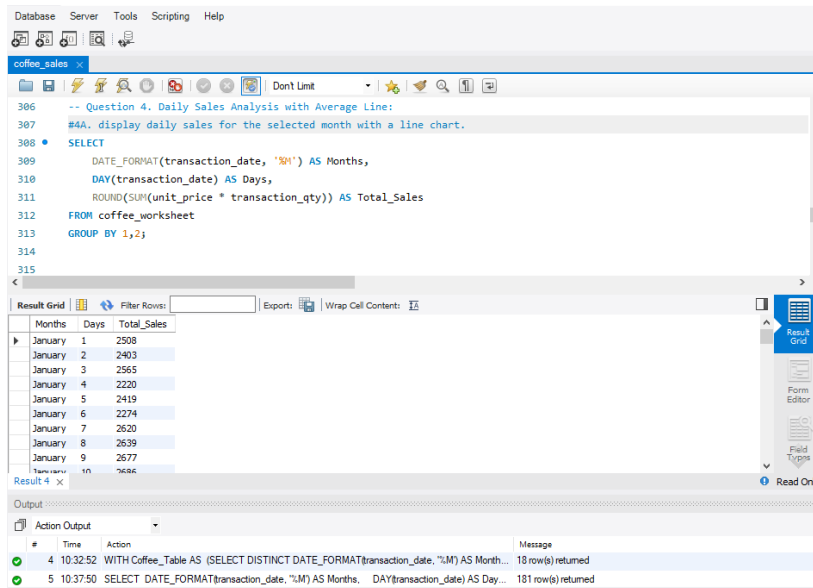 Database Server Tools Scripting Help
coffee_sales
Don't Limit
306 -- Question 4. Daily Sales Analysis with Average Line:
307 #4A. display daily sales for the selected month with a line chart.
308 SELECT
309 DATE_FORMAT(transaction_date, '%M') AS Months,
310 DAY(transaction_date) AS Days,
311 ROUND(SUM(unit_price * transaction_qty)) AS Total_Sales
312 FROM coffee_worksheet
313 GROUP BY 1,2;
314
315
Result Grid Filter Rows: Export: Wrap Cell Content:
Months Days Total_Sales
January 1 2508
January 2 2403
January 3 2565
January 4 2220
January 5 2419
January 6 2274
January 7 2620
January 8 2639
January 9 2677
January 10 2686
Result Grid
Form Editor
Field Types
Result 4
Read On
Output
Action Output
# Time Action Message
4 10:32:52 WITH Coffee_Table AS (SELECT DISTINCT DATE_FORMAT(transaction_date, '%M') AS Month... 18 row(s) returned
5 10:37:50 SELECT DATE_FORMAT(transaction_date, '%M') AS Months, DAY(transaction_date) AS Day... 181 row(s) returned